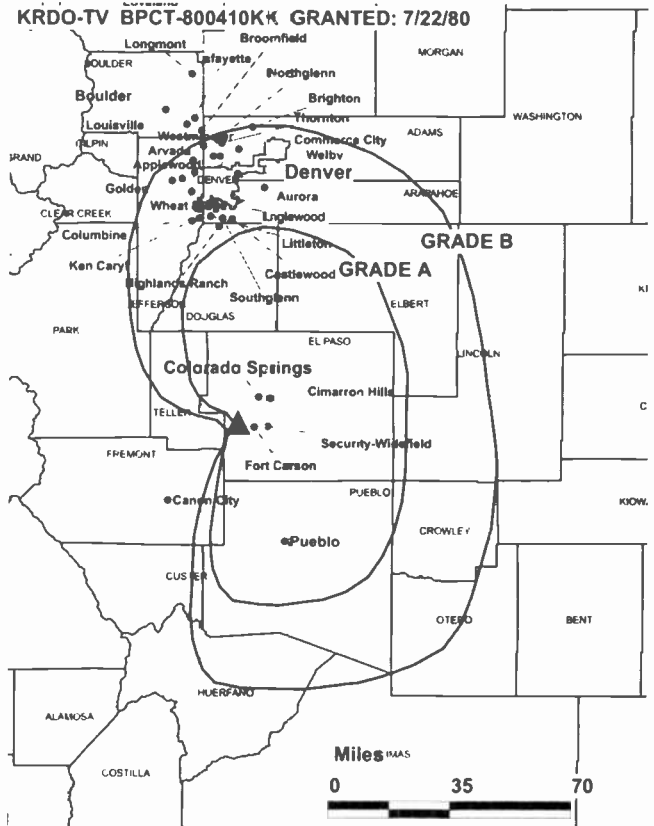 KRDO-TV BPCT-800410KK GRANTED: 7/22/80
Longmont
Broomfield
Lafayette
MORGAN
BOULDER
Northglenn
Boulder
Brighton
Louisville
Thornton
WASHINGTON
Westminster
Commerce City
ADAMS
Arvada
Welby
Applewood
DENVER
Denver
Golden
Aurora
ARAPAHOE
Wheat
Englewood
CLEAR CREEK
Columbine
Littleton
GRADE B
Ken Caryl
Castlewood
GRADE A
Highlands Ranch
Southglenn
JEFFERSON
DOUGLAS
ELBERT
PARK
EL PASO
LINCOLN
Colorado Springs
Cimarron Hills
TELLER
Security-Widefield
FREMONT
Fort Carson
PUEBLO
Canon City
KIOW
CROWLEY
Pueblo
CUSTER
OTERO
BENT
HUERFANO
ALAMOSA
Miles
COSTILLA
0 35 70